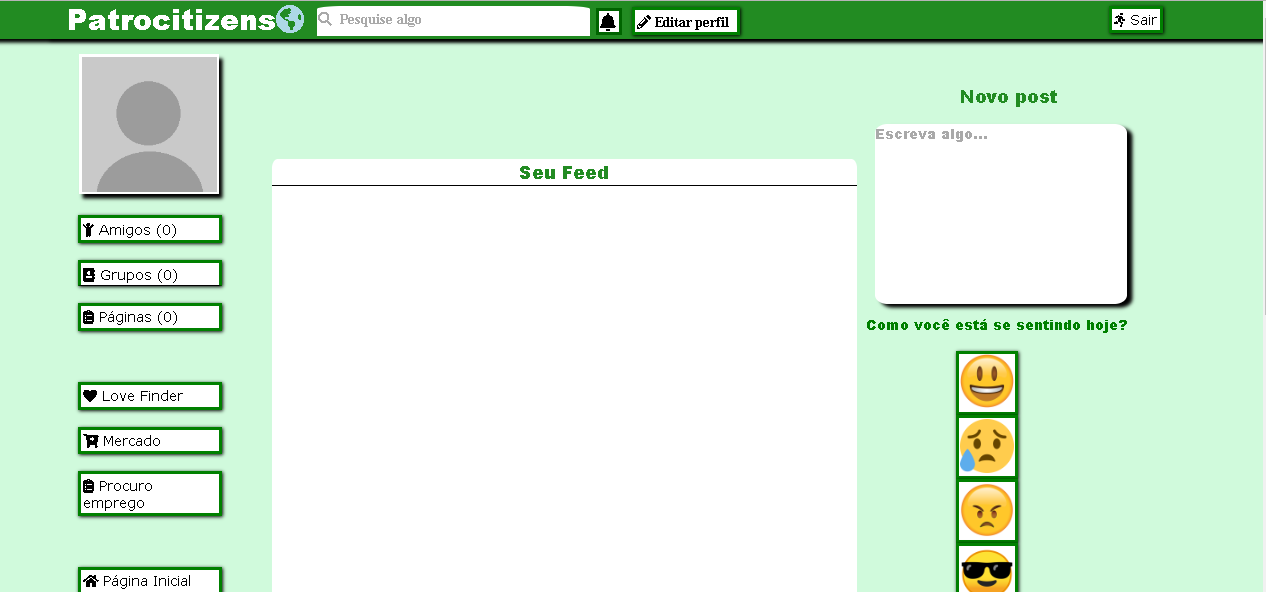 Patrocitizens
Pesquise algo
Editar perfil
Sair
Amigos (0)
Grupos (0)
Páginas (0)
Love Finder
Mercado
Procuro
emprego
Página Inicial
Seu Feed
Novo post
Escreva algo...
Como você está se sentindo hoje?